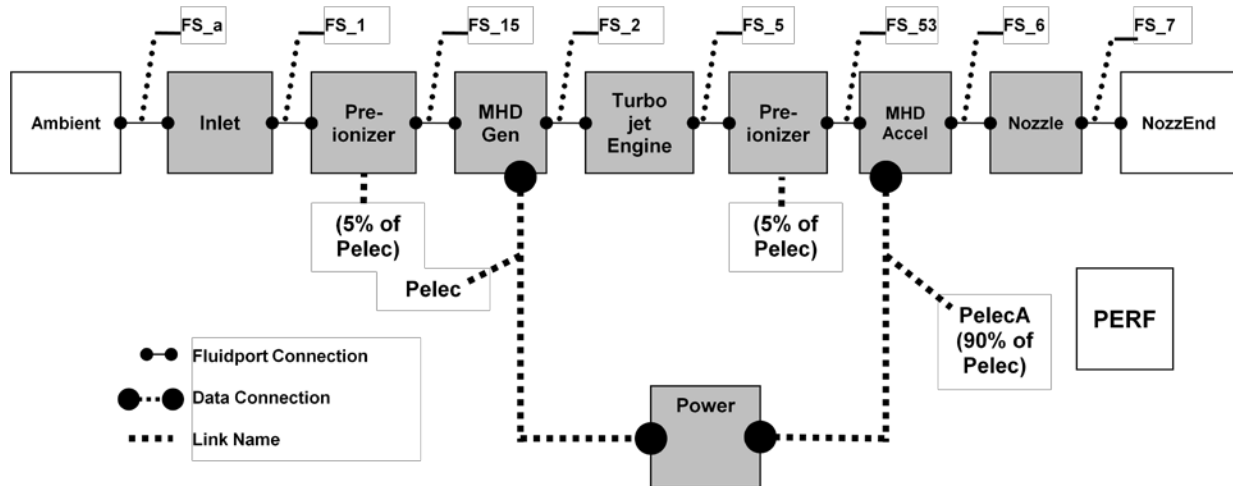 FS_a
FS_1
FS_15
FS_2
FS_5
FS_53
FS_6
FS_7
Ambient
Inlet
Pre-
ionizer
MHD
Gen
Turbo
jet
Engine
Pre-
ionizer
MHD
Accel
Nozzle
NozzEnd
(5% of
Pelec)
Pelec
(5% of
Pelec)
PelecA
(90% of
Pelec)
PERF
Fluidport Connection
Data Connection
Link Name
Power